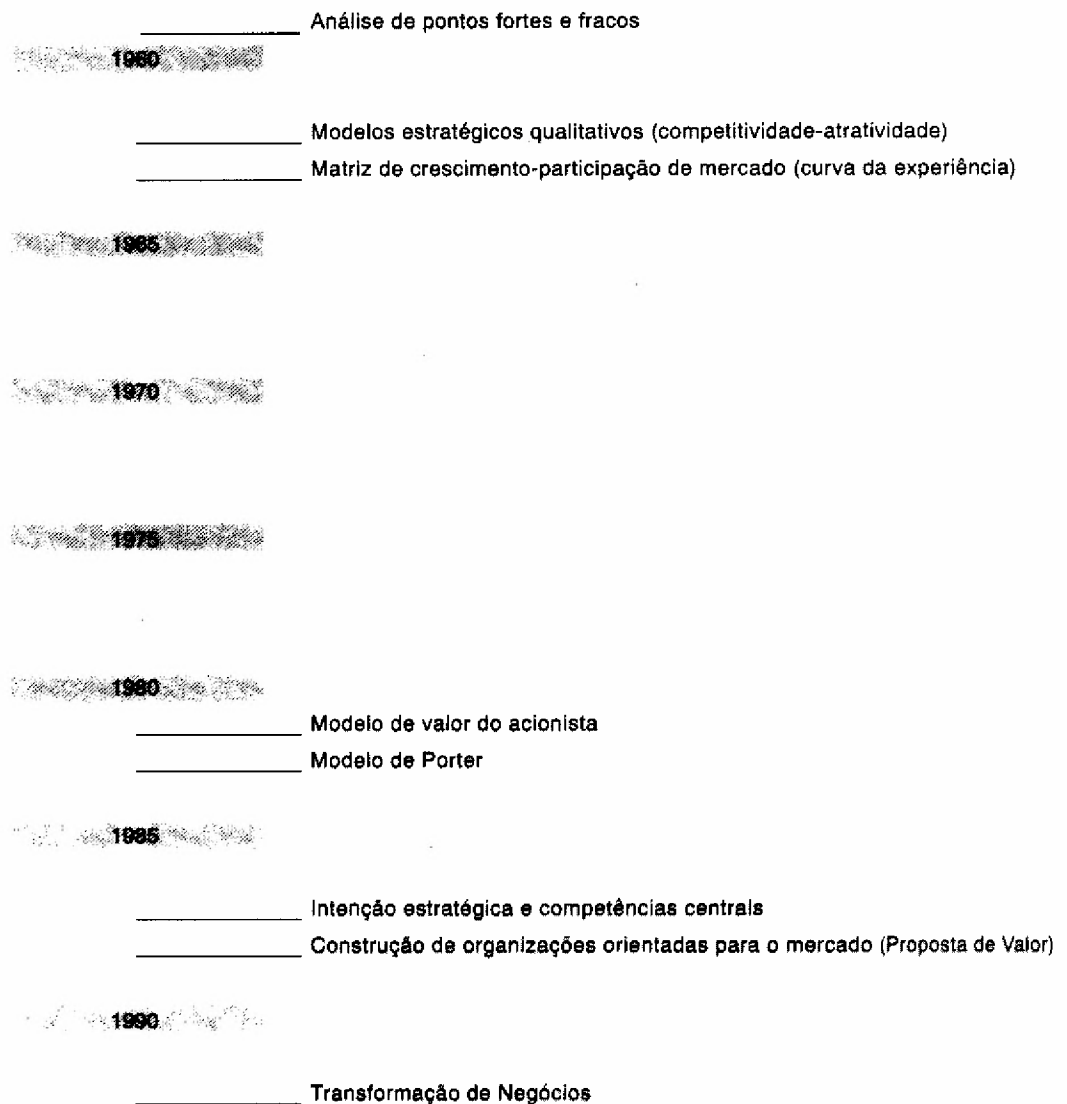 Análise de pontos fortes e fracos
1960
Modelos estratégicos qualitativos (competitividade-atratividade)
Matriz de crescimento-participação de mercado (curva da experiência)
1965
1970
1975
1980
Modelo de valor do acionista
Modelo de Porter
1985
Intenção estratégica e competências centrais
Construção de organizações orientadas para o mercado (Proposta de Valor)
1990
Transformação de Negócios